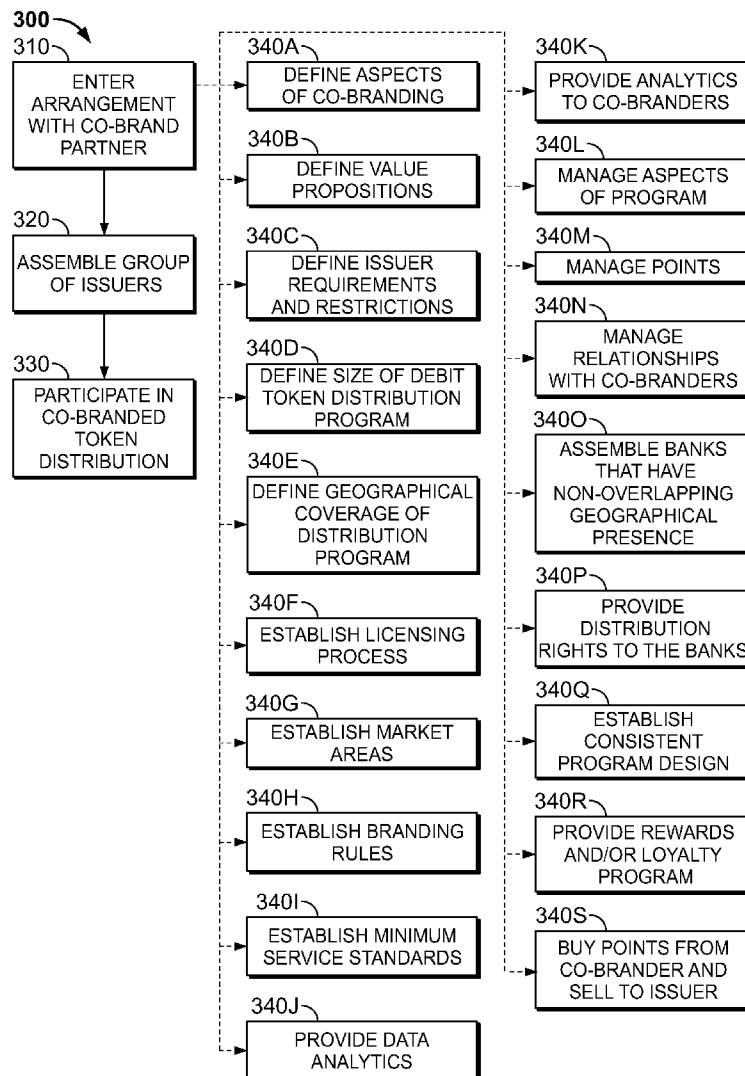 300
310
ENTER
ARRANGEMENT
WITH CO-BRAND
PARTNER
320
ASSEMBLE GROUP
OF ISSUERS
330
PARTICIPATE IN
CO-BRANDED
TOKEN
DISTRIBUTION
340A
DEFINE ASPECTS
OF CO-BRANDING
340B
DEFINE VALUE
PROPOSITIONS
340C
DEFINE ISSUER
REQUIREMENTS
AND RESTRICTIONS
340D
DEFINE SIZE OF DEBIT
TOKEN DISTRIBUTION
PROGRAM
340E
DEFINE GEOGRAPHICAL
COVERAGE OF
DISTRIBUTION
PROGRAM
340F
ESTABLISH LICENSING
PROCESS
340G
ESTABLISH MARKET
AREAS
340H
ESTABLISH BRANDING
RULES
340I
ESTABLISH MINIMUM
SERVICE STANDARDS
340J
PROVIDE DATA
ANALYTICS
340K
PROVIDE ANALYTICS
TO CO-BRANDERS
340L
MANAGE ASPECTS
OF PROGRAM
340M
MANAGE POINTS
340N
MANAGE
RELATIONSHIPS
WITH CO-BRANDERS
340O
ASSEMBLE BANKS
THAT HAVE
NON-OVERLAPPING
GEOGRAPHICAL
PRESENCE
340P
PROVIDE
DISTRIBUTION
RIGHTS TO THE BANKS
340Q
ESTABLISH
CONSISTENT
PROGRAM DESIGN
340R
PROVIDE REWARDS
AND/OR LOYALTY
PROGRAM
340S
BUY POINTS FROM
CO-BRANDER AND
SELL TO ISSUER